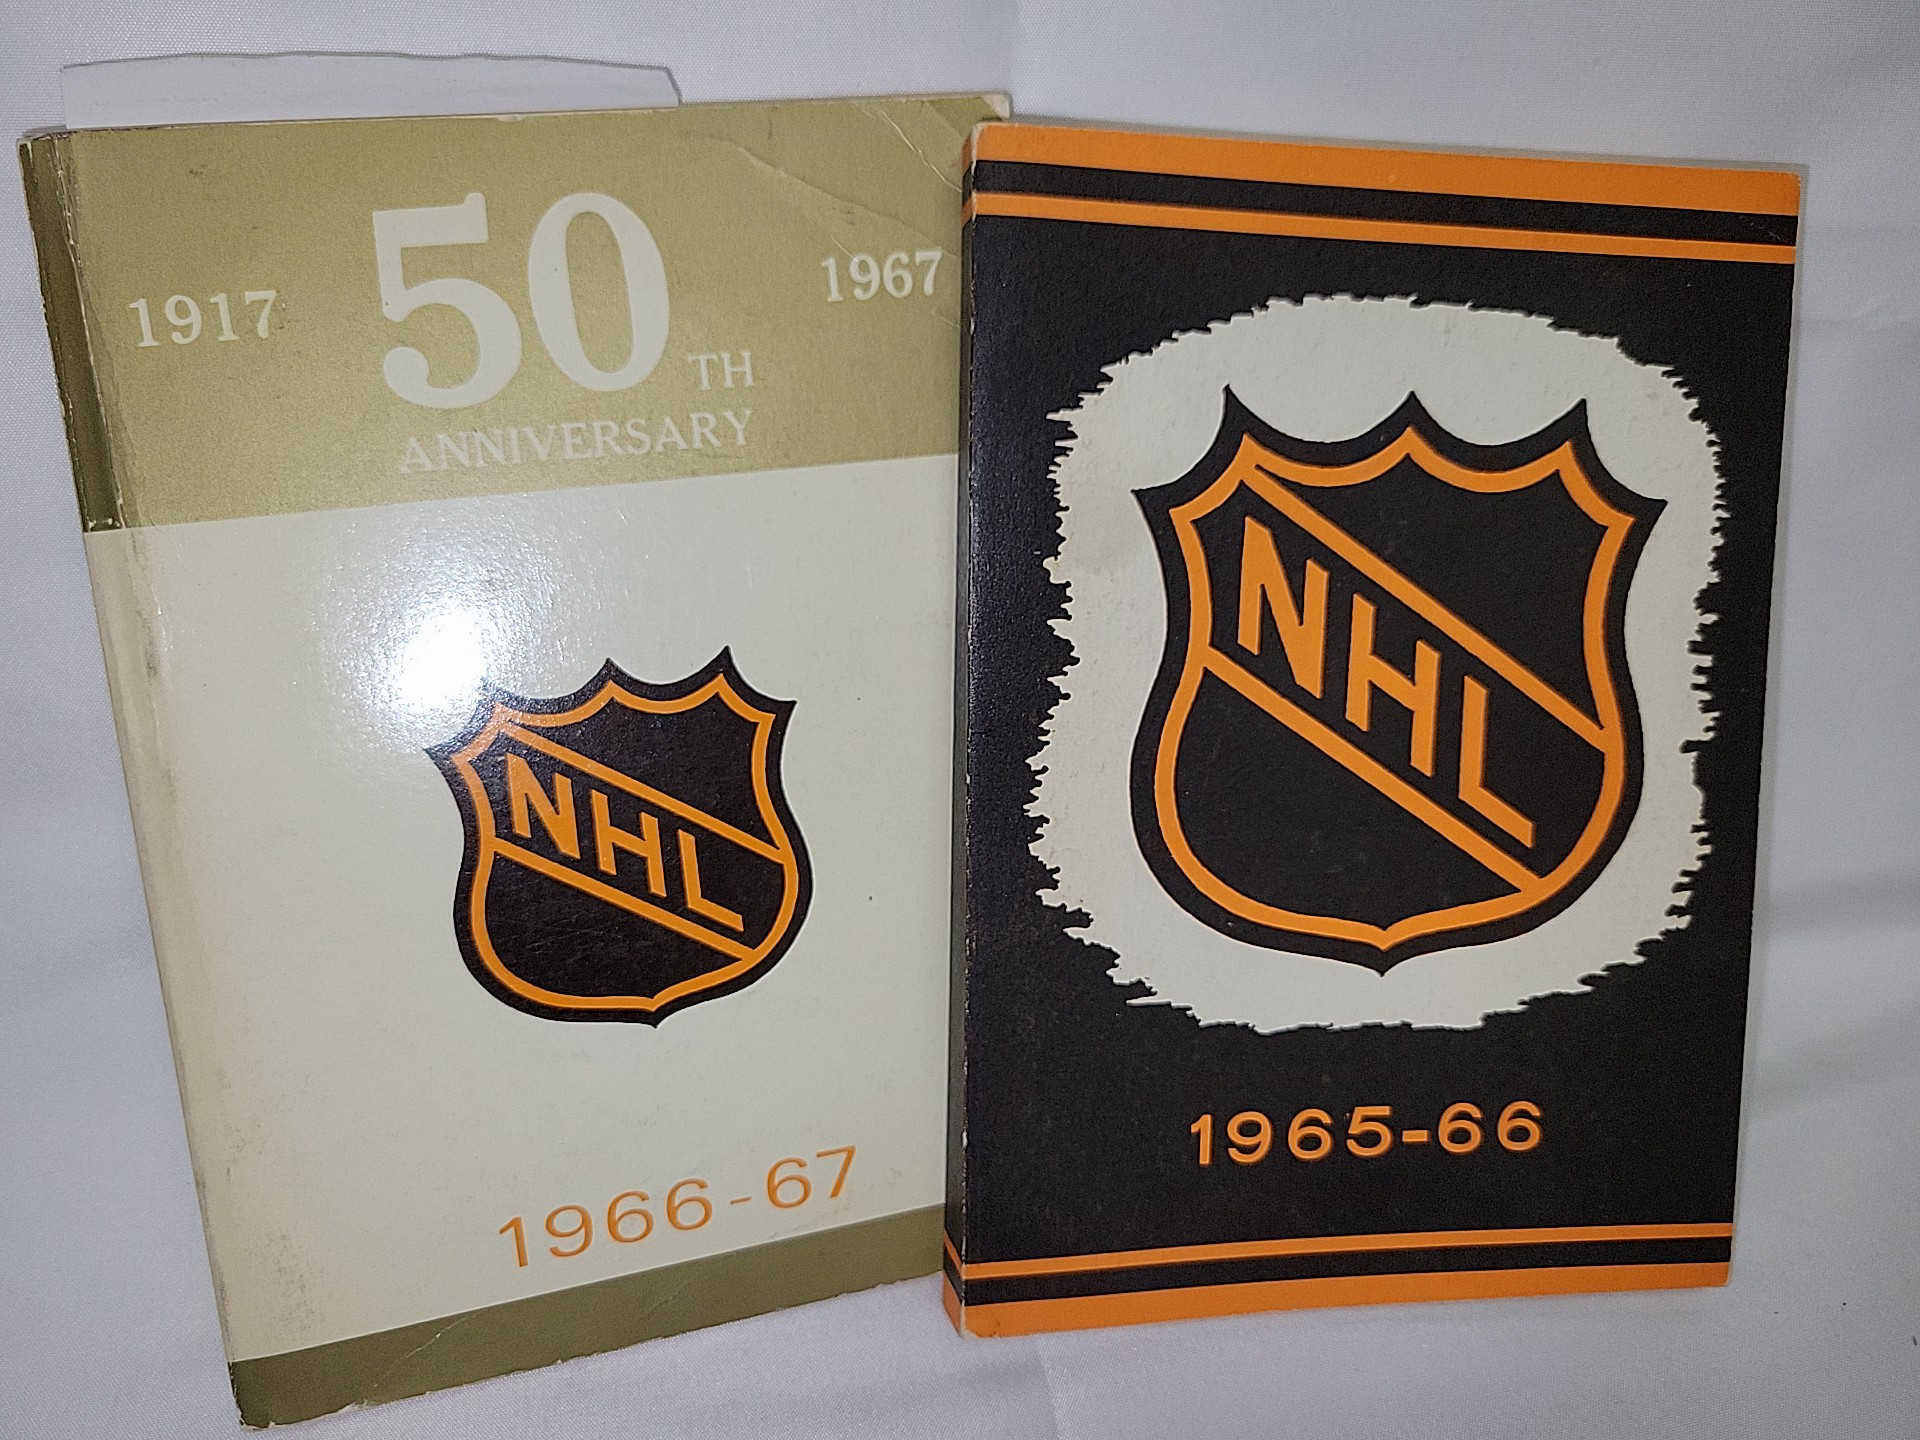 1917 50 TH 1967
ANNIVERSARY
NHL
1966-67
NHL
1965-66